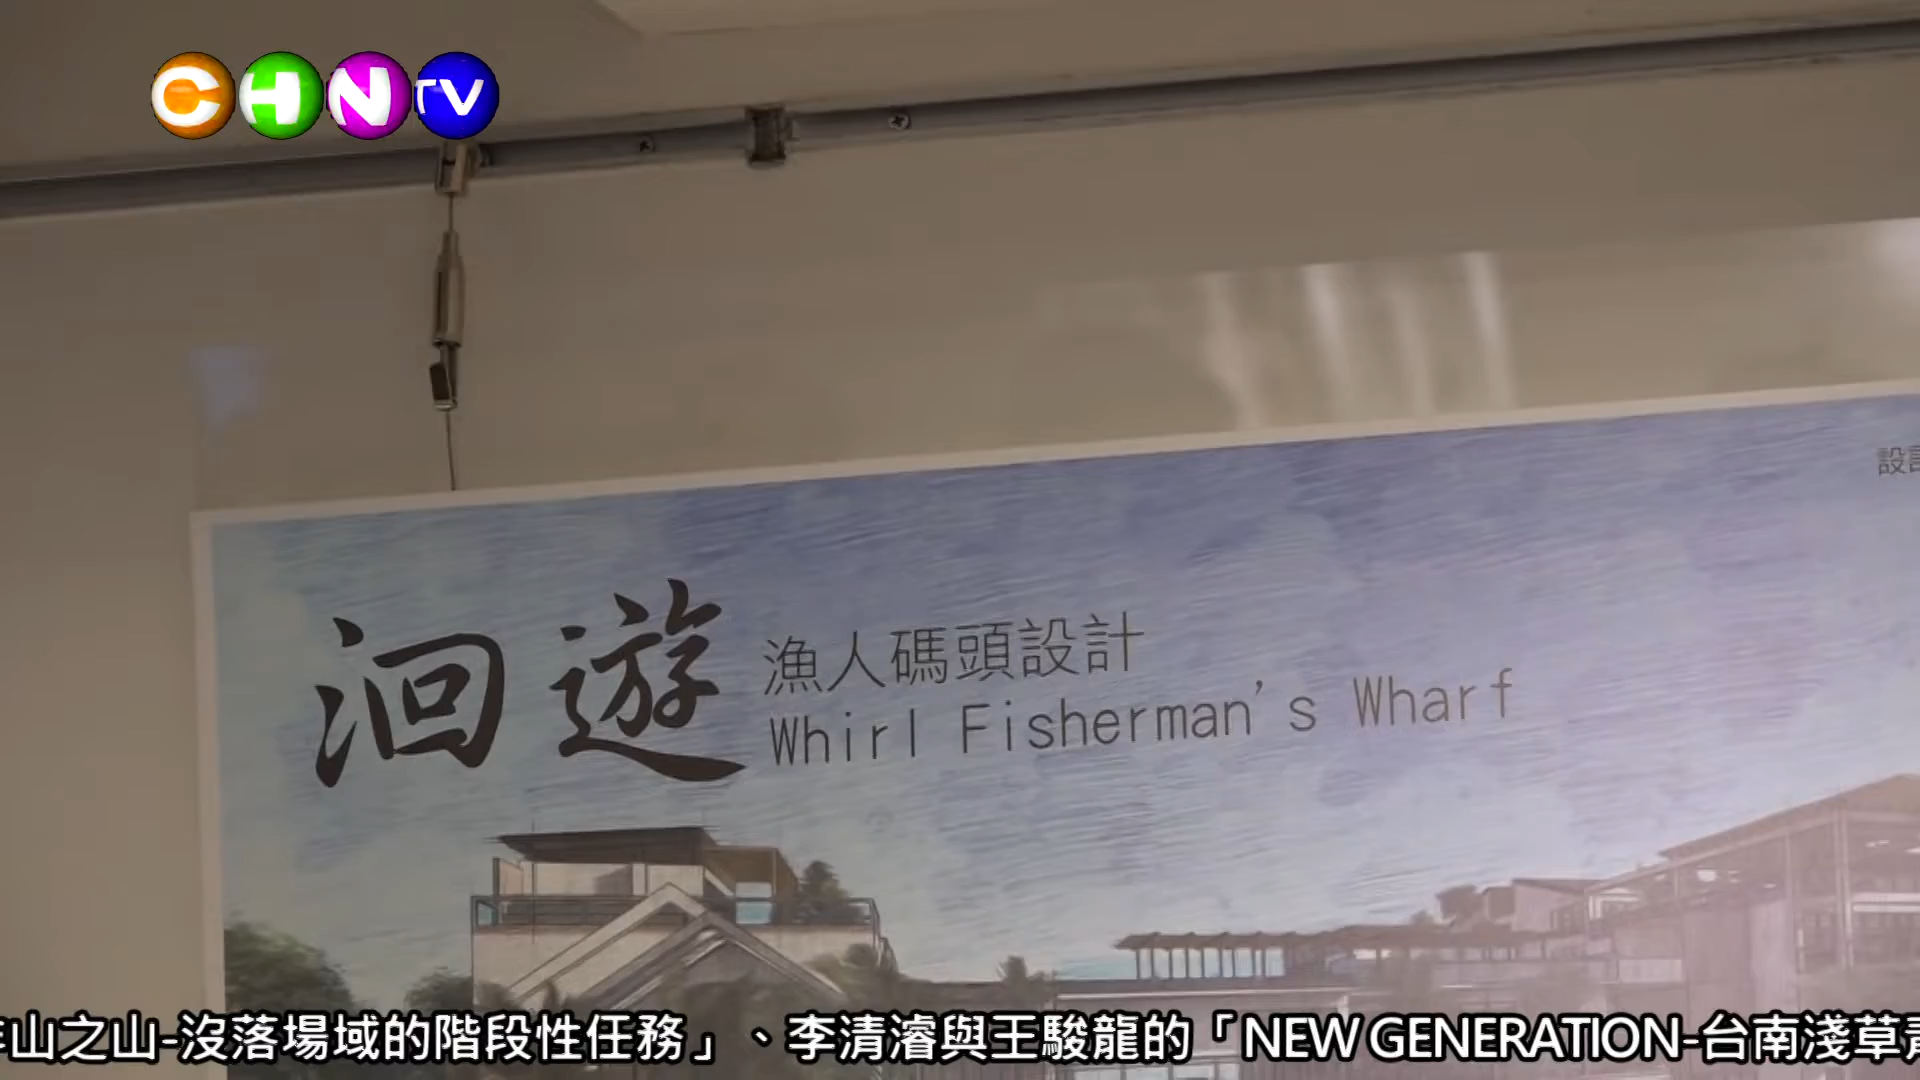 CHNTV
設
洄遊
漁人碼頭設計
Whirl Fisherman's Wharf
山之山-沒落場域的階段性任務」、李清濬與王駿龍的「NEW GENERATION-台南淺草